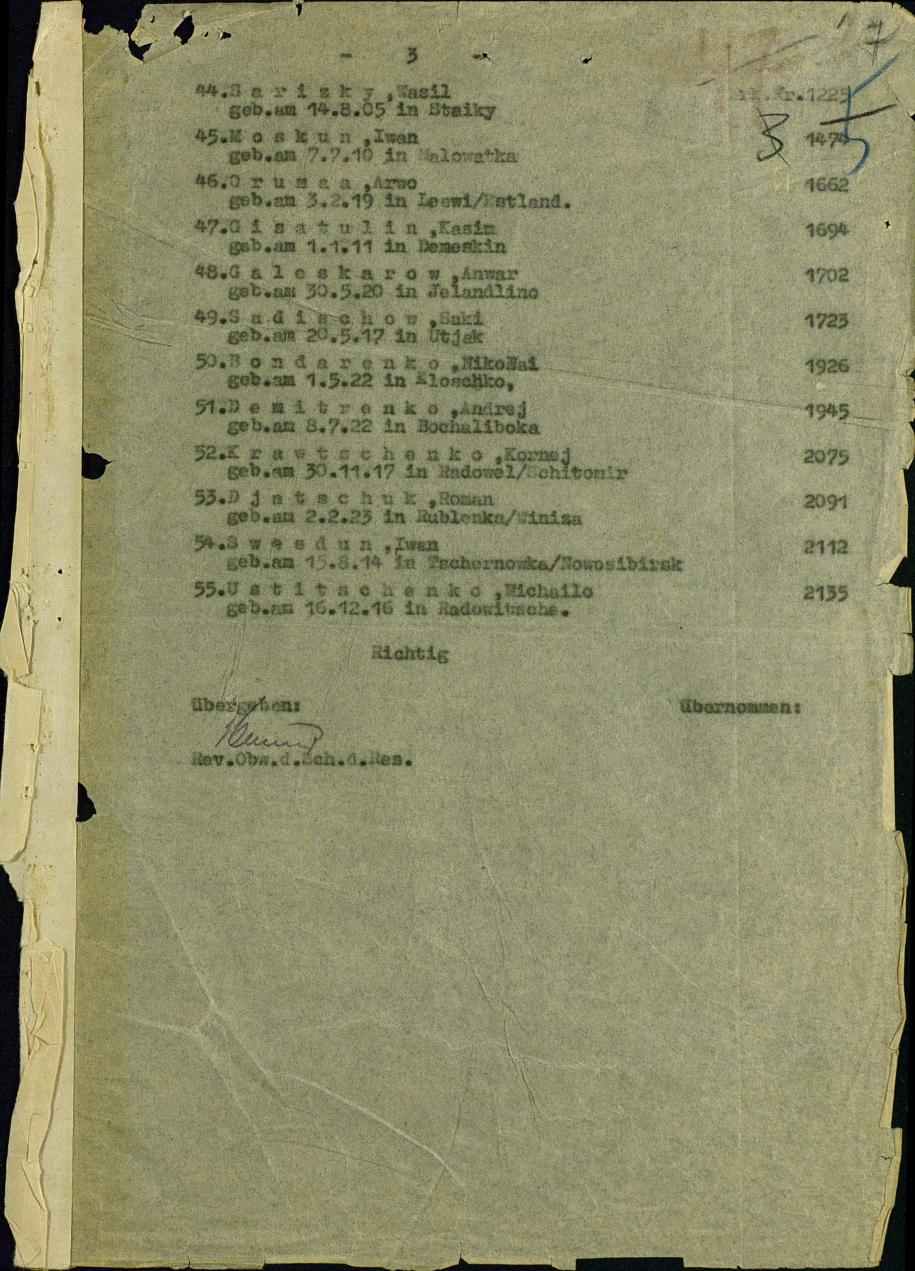 - 3 -
7
44.S a r i z k y ,Wasil Erk.Nr.1225
geb.am 14.8.05 in Staiky
3 5
45.M o s k u n ,Iwan 1474
geb.am 7.7.10 in Malowatka
46.O r u m a a ,Arwo 1662
geb.am 3.2.19 in Leewi/Estland.
47.G i s a t u l i n ,Kasim 1694
geb.am 1.1.11 in Demeskin
48.G a l e s k a r o w ,Anwar 1702
geb.am 30.5.20 in Jelandlino
49.S a d i s c h o w ,Saki 1723
geb.am 20.5.17 in Utjak
50.B o n d a r e n k o ,Nikolai 1926
geb.am 1.5.22 in Kloschko,
51.D e m i t r e n k o ,Andrej 1945
geb.am 8.7.22 in Bochaliboka
52.K r a w t s c h e n k o ,Kornej 2075
geb.am 30.11.17 in Radowel/Schitomir
53.D j a t s c h u k ,Roman 2091
geb.am 2.2.23 in Rublenka/Winiza
54.S w e s d u n ,Iwan 2112
geb.am 15.8.14 in Tschernowka/Nowosibirsk
55.U s t i t s c h e n k o ,Michailo 2135
geb.am 16.12.16 in Radowitsche.
Richtig
übergeben: übernommen:
Rev.Obw.d.Sch.d.Res.